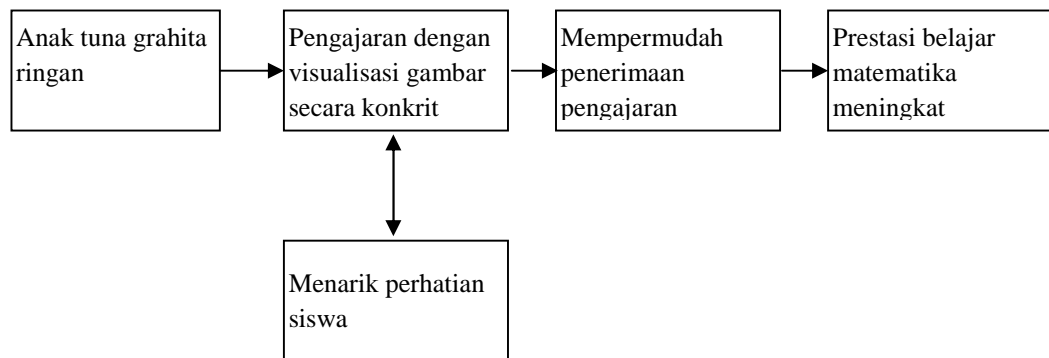 Anak tuna grahita
ringan
Pengajaran dengan
visualisasi gambar
secara konkrit
Mempermudah
penerimaan
pengajaran
Prestasi belajar
matematika
meningkat
Menarik perhatian
siswa